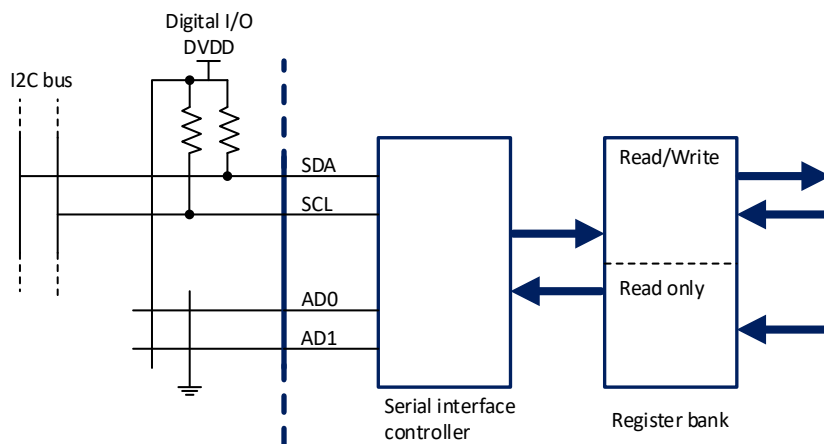 Digital I/O
DVDD
I2C bus
SDA
SCL
AD0
AD1
Read/Write
Read only
Serial interface
controller
Register bank